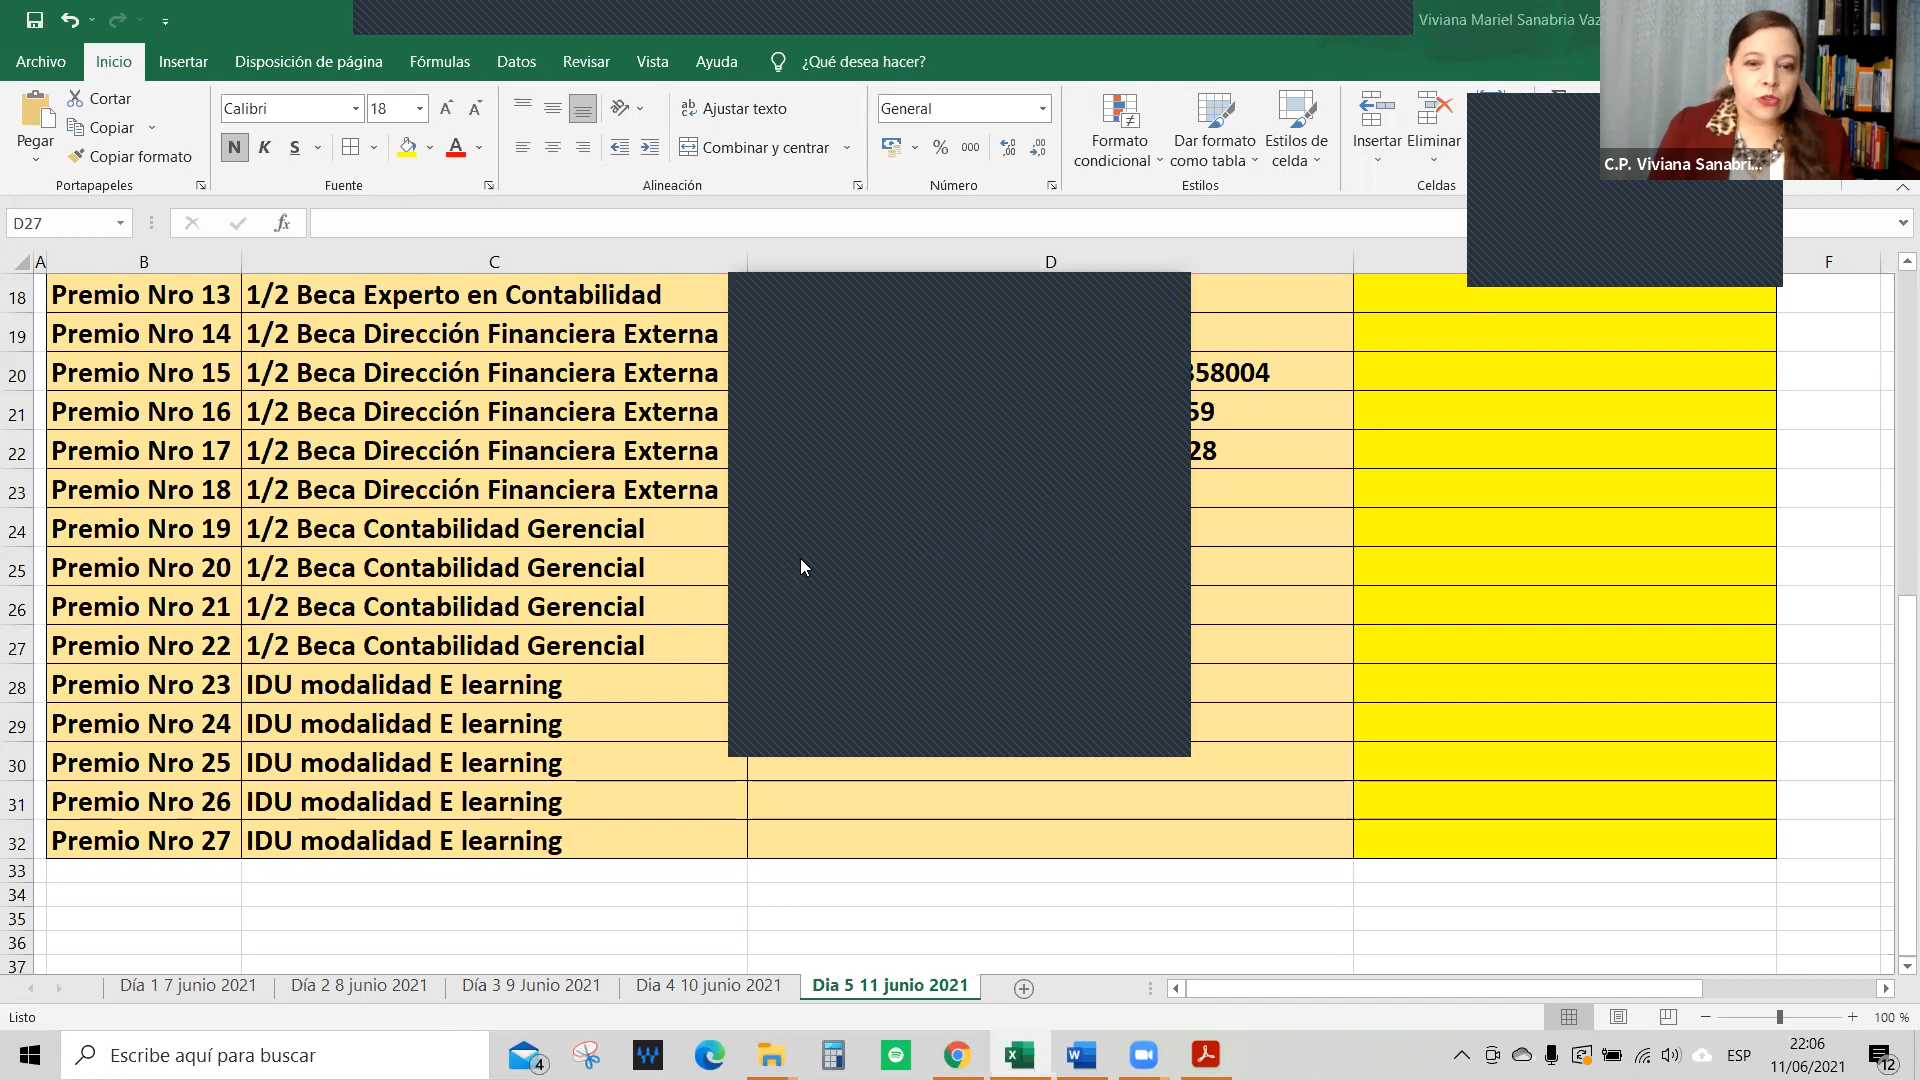 Viviana Mariel Sanabria Vaz
Archivo Inicio Insertar Disposición de página Fórmulas Datos Revisar Vista Ayuda ¿Qué desea hacer?
Pegar
Cortar
Copiar
Copiar formato
Portapapeles
Calibri 18
N K S
Fuente
Ajustar texto
Combinar y centrar
Alineación
General
% 000
Número
Formato condicional
Dar formato como tabla
Estilos de celda
Estilos
Insertar Eliminar
Celdas
C.P. Viviana Sanabri...
D27 fx
A B C D F
18 Premio Nro 13 1/2 Beca Experto en Contabilidad
19 Premio Nro 14 1/2 Beca Dirección Financiera Externa
20 Premio Nro 15 1/2 Beca Dirección Financiera Externa 58004
21 Premio Nro 16 1/2 Beca Dirección Financiera Externa 59
22 Premio Nro 17 1/2 Beca Dirección Financiera Externa 28
23 Premio Nro 18 1/2 Beca Dirección Financiera Externa
24 Premio Nro 19 1/2 Beca Contabilidad Gerencial
25 Premio Nro 20 1/2 Beca Contabilidad Gerencial
26 Premio Nro 21 1/2 Beca Contabilidad Gerencial
27 Premio Nro 22 1/2 Beca Contabilidad Gerencial
28 Premio Nro 23 IDU modalidad E learning
29 Premio Nro 24 IDU modalidad E learning
30 Premio Nro 25 IDU modalidad E learning
31 Premio Nro 26 IDU modalidad E learning
32 Premio Nro 27 IDU modalidad E learning
33
34
35
36
37
Día 1 7 junio 2021 Día 2 8 junio 2021 Día 3 9 Junio 2021 Dia 4 10 junio 2021 Dia 5 11 junio 2021
Listo
100 %
Escribe aquí para buscar
4
ESP
22:06
11/06/2021
12